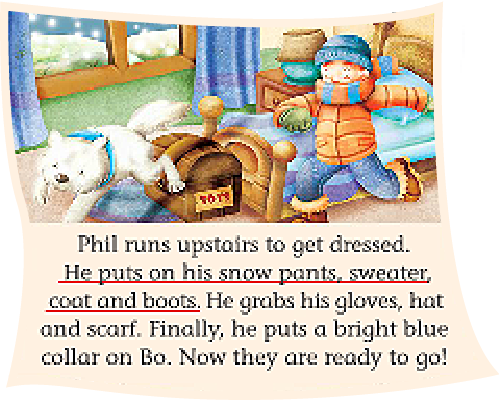 TOYS
Phil runs upstairs to get dressed.
He puts on his snow pants, sweater,
coat and boots. He grabs his gloves, hat
and scarf. Finally, he puts a bright blue
collar on Bo. Now they are ready to go!